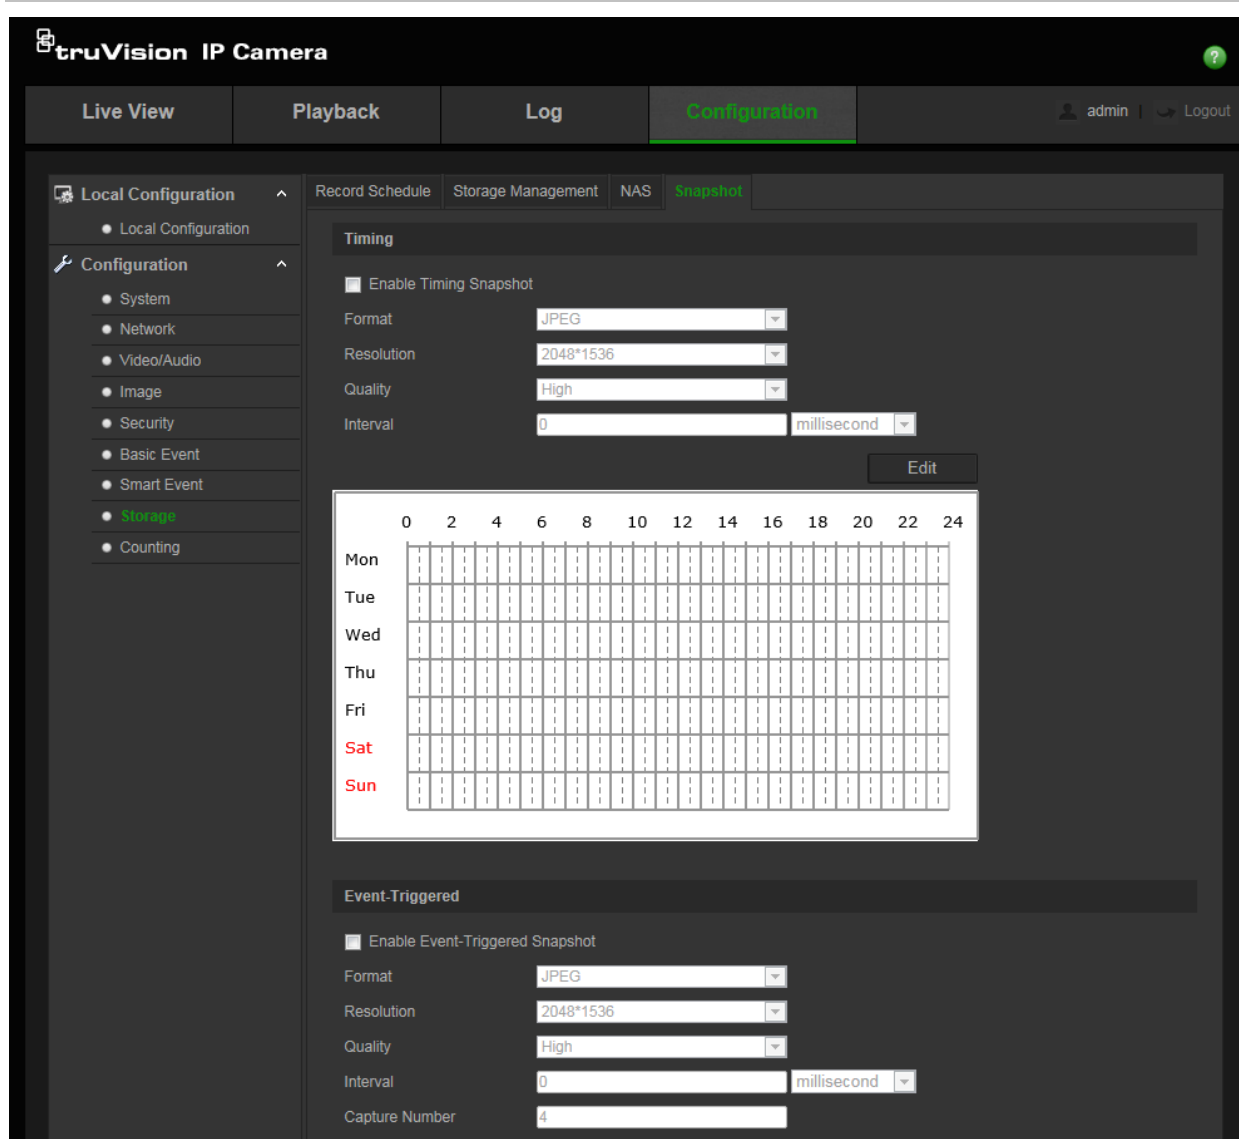 truVision IP Camera
?
Live View Playback Log Configuration admin | Logout
Local Configuration
Local Configuration
Configuration
System
Network
Video/Audio
Image
Security
Basic Event
Smart Event
Storage
Counting
Record Schedule Storage Management NAS Snapshot
Timing
Enable Timing Snapshot
Format JPEG
Resolution 2048*1536
Quality High
Interval 0 millisecond
Edit
0 2 4 6 8 10 12 14 16 18 20 22 24
Mon
Tue
Wed
Thu
Fri
Sat
Sun
Event-Triggered
Enable Event-Triggered Snapshot
Format JPEG
Resolution 2048*1536
Quality High
Interval 0 millisecond
Capture Number 4